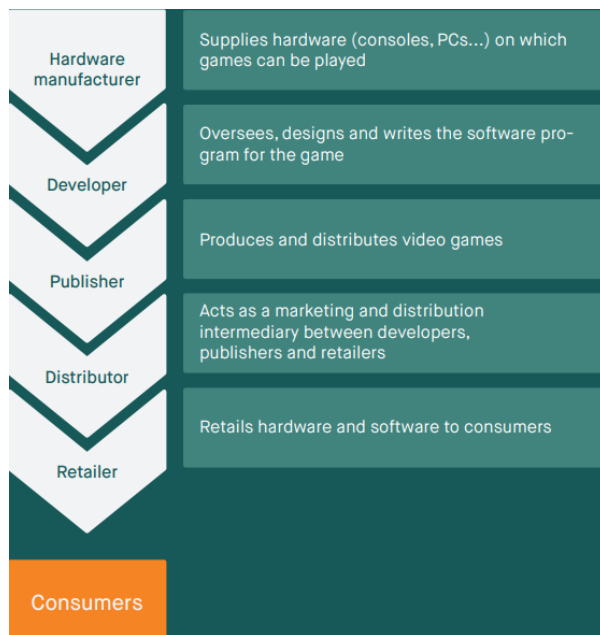 Hardware
manufacturer
Supplies hardware (consoles, PCs...) on which
games can be played
Developer
Oversees, designs and writes the software pro-
gram for the game
Publisher
Produces and distributes video games
Distributor
Acts as a marketing and distribution
intermediary between developers,
publishers and retailers
Retailer
Retails hardware and software to consumers
Consumers